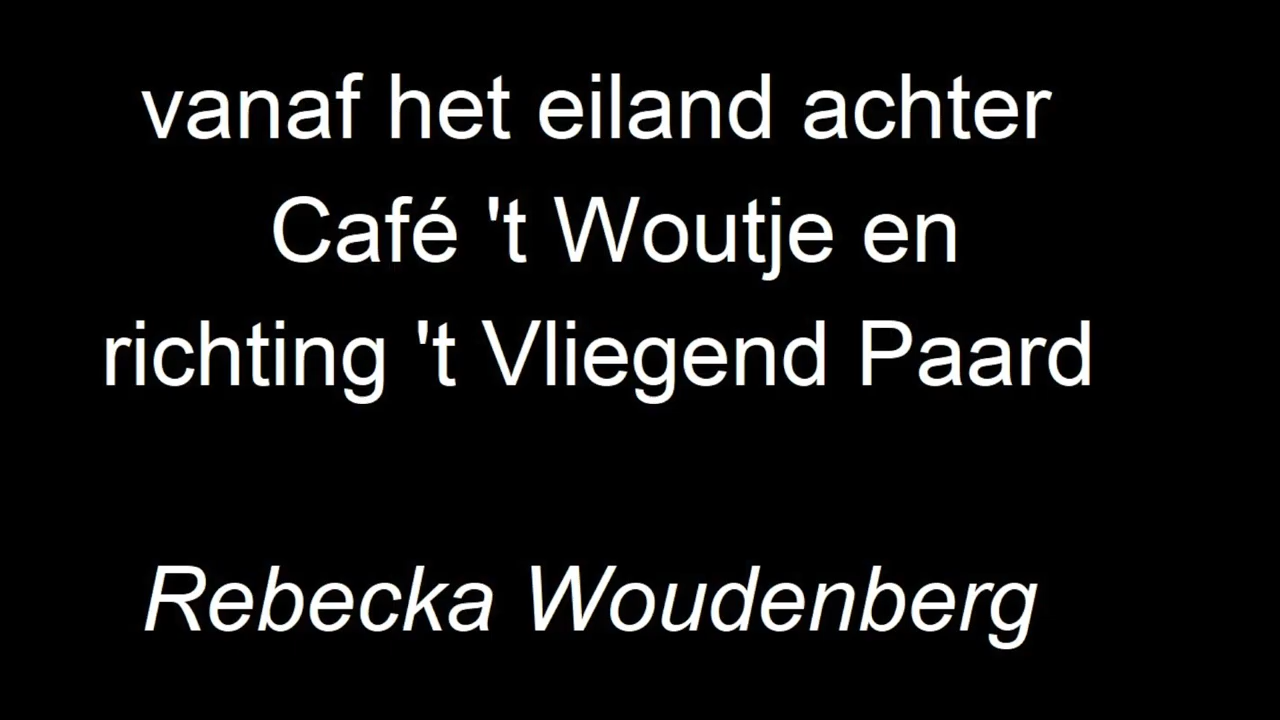 vanaf het eiland achter
Café 't Woutje en
richting 't Vliegend Paard
Rebecka Woudenberg